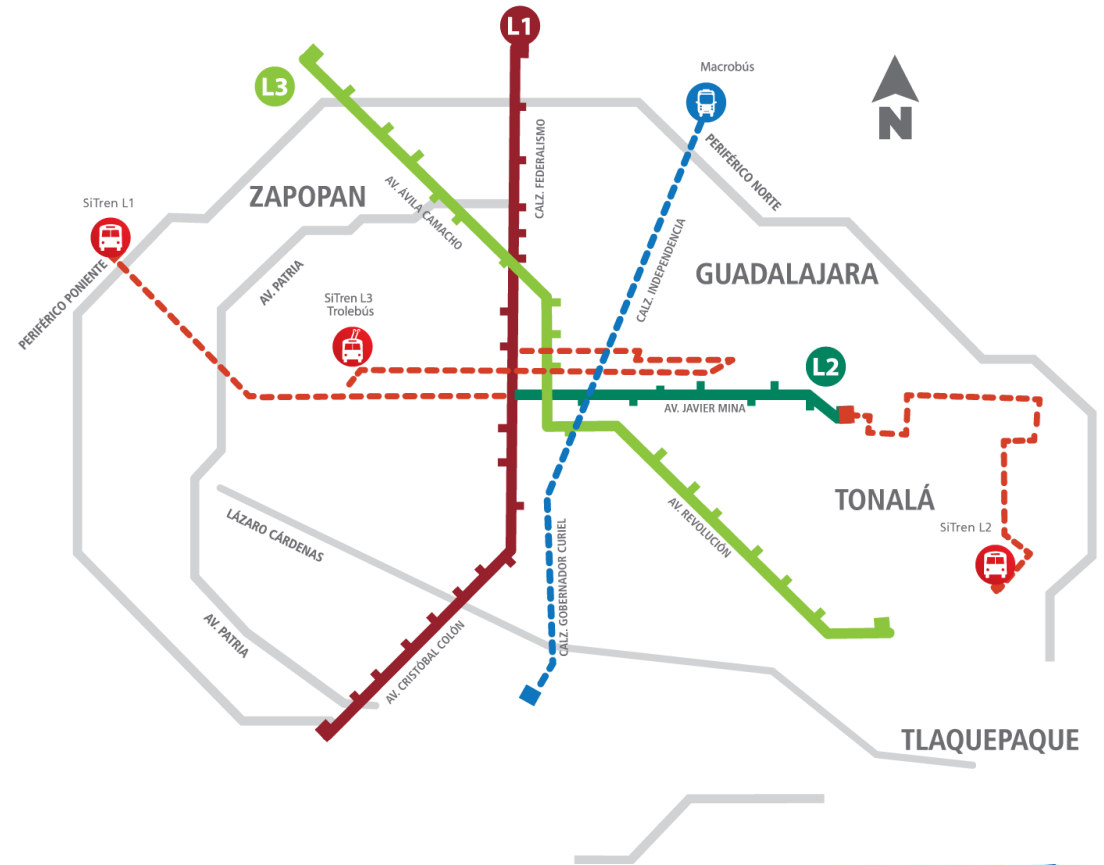 L1
L3
Macrobús
N
CALZ. FEDERALISMO
PERIFÉRICO NORTE
ZAPOPAN
AV. ÁVILA CAMACHO
SiTren L1
PERIFÉRICO PONIENTE
AV. PATRIA
CALZ. INDEPENDENCIA
GUADALAJARA
SiTren L3
Trolebús
L2
AV. JAVIER MINA
TONALÁ
LÁZARO CÁRDENAS
AV. REVOLUCIÓN
SiTren L2
CALZ. GOBERNADOR CURIEL
AV. PATRIA
AV. CRISTÓBAL COLÓN
TLAQUEPAQUE